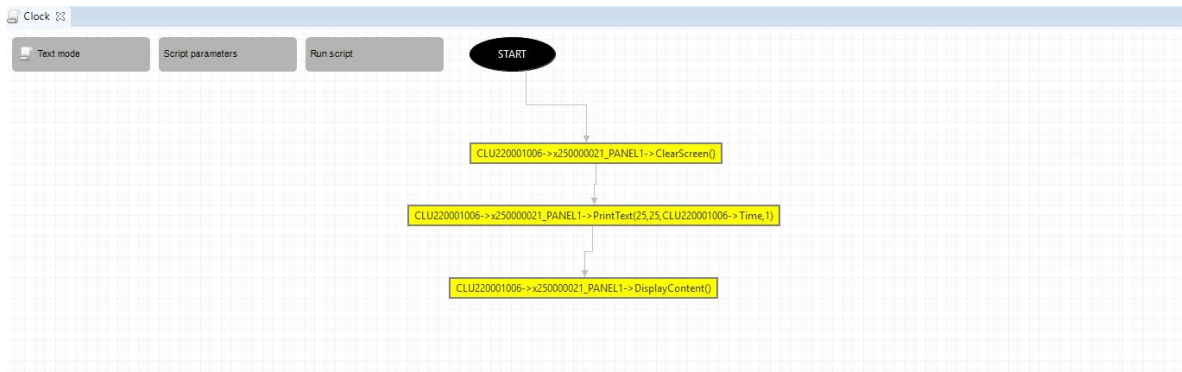 Clock
Text mode
Script parameters
Run script
START
CLU220001006->x250000021_PANEL1->ClearScreen()
CLU220001006->x250000021_PANEL1->PrintText(25,25,CLU220001006->Time,1)
CLU220001006->x250000021_PANEL1->DisplayContent()